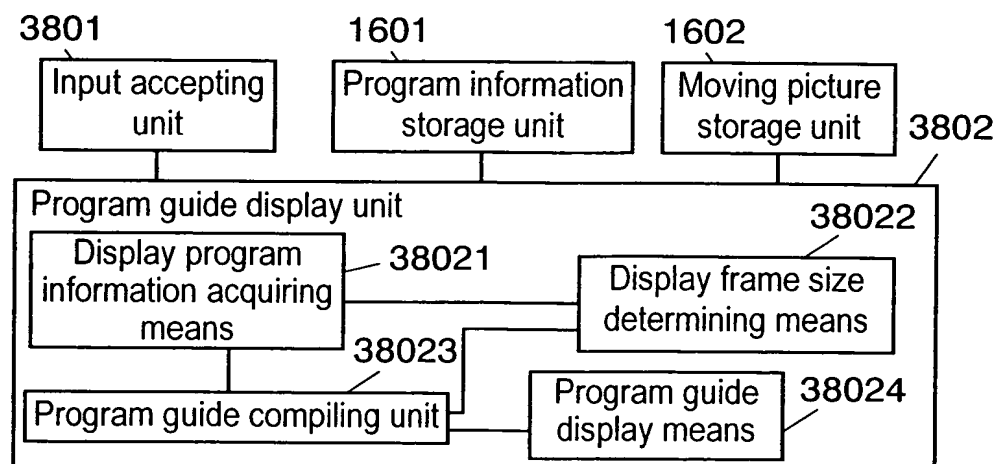 3801
1601
1602
Input accepting
unit
Program information
storage unit
Moving picture
storage unit
3802
Program guide display unit
38022
Display program
information acquiring
means
38021
Display frame size
determining means
38023
Program guide compiling unit
Program guide
display means
38024